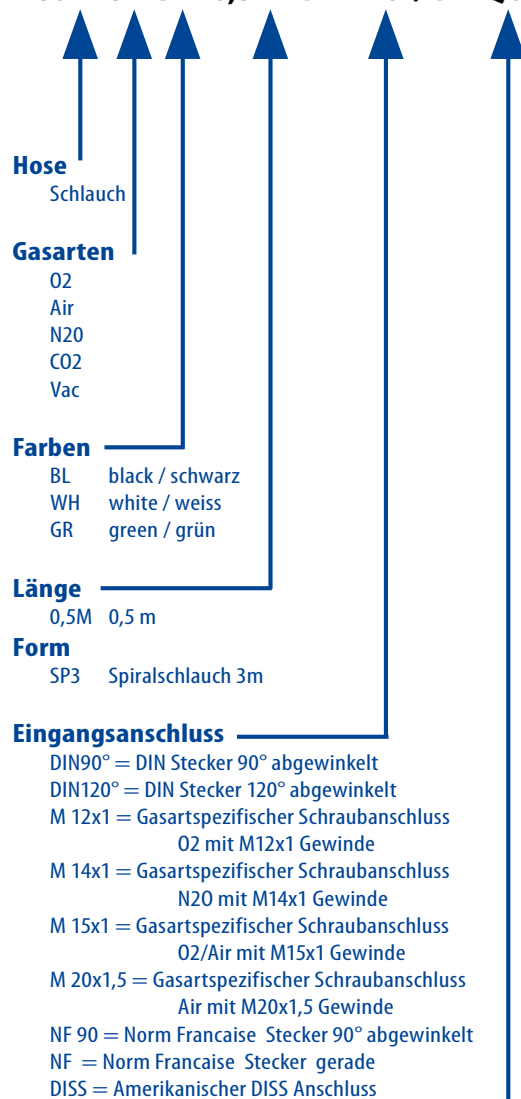 Hose
Schlauch
Gasarten
O2
Air
N20
CO2
Vac
Farben
BL black / schwarz
WH white / weiss
GR green / grün
Länge
0,5M 0,5 m
Form
SP3 Spiralschlauch 3m
Eingangsanschluss
DIN90° = DIN Stecker 90° abgewinkelt
DIN120° = DIN Stecker 120° abgewinkelt
M 12x1 = Gasartspezifischer Schraubanschluss
O2 mit M12x1 Gewinde
M 14x1 = Gasartspezifischer Schraubanschluss
N2O mit M14x1 Gewinde
M 15x1 = Gasartspezifischer Schraubanschluss
O2/Air mit M15x1 Gewinde
M 20x1,5 = Gasartspezifischer Schraubanschluss
Air mit M20x1,5 Gewinde
NF 90 = Norm Francaise Stecker 90° abgewinkelt
NF = Norm Francaise Stecker gerade
DISS = Amerikanischer DISS Anschluss